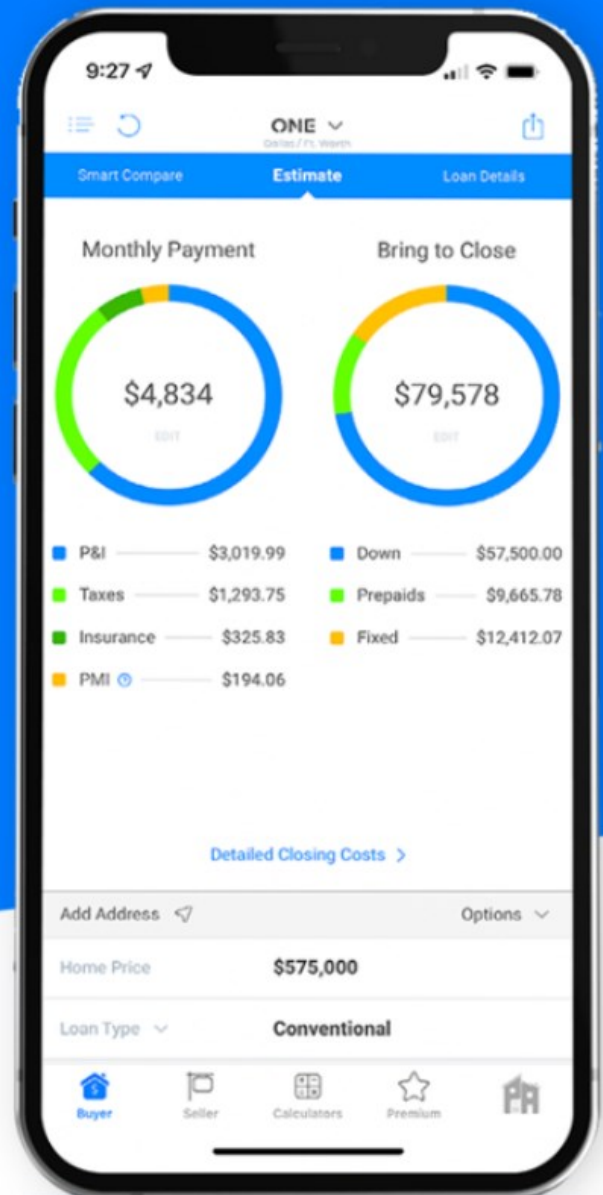 9:27
ONE
Dallas / Ft. Worth
Smart Compare Estimate Loan Details
Monthly Payment Bring to Close
$4,834 $79,578
EDIT EDIT
P&I $3,019.99 Down $57,500.00
Taxes $1,293.75 Prepaids $9,665.78
Insurance $325.83 Fixed $12,412.07
PMI $194.06
Detailed Closing Costs >
Add Address Options
Home Price $575,000
Loan Type Conventional
Buyer Seller Calculators Premium